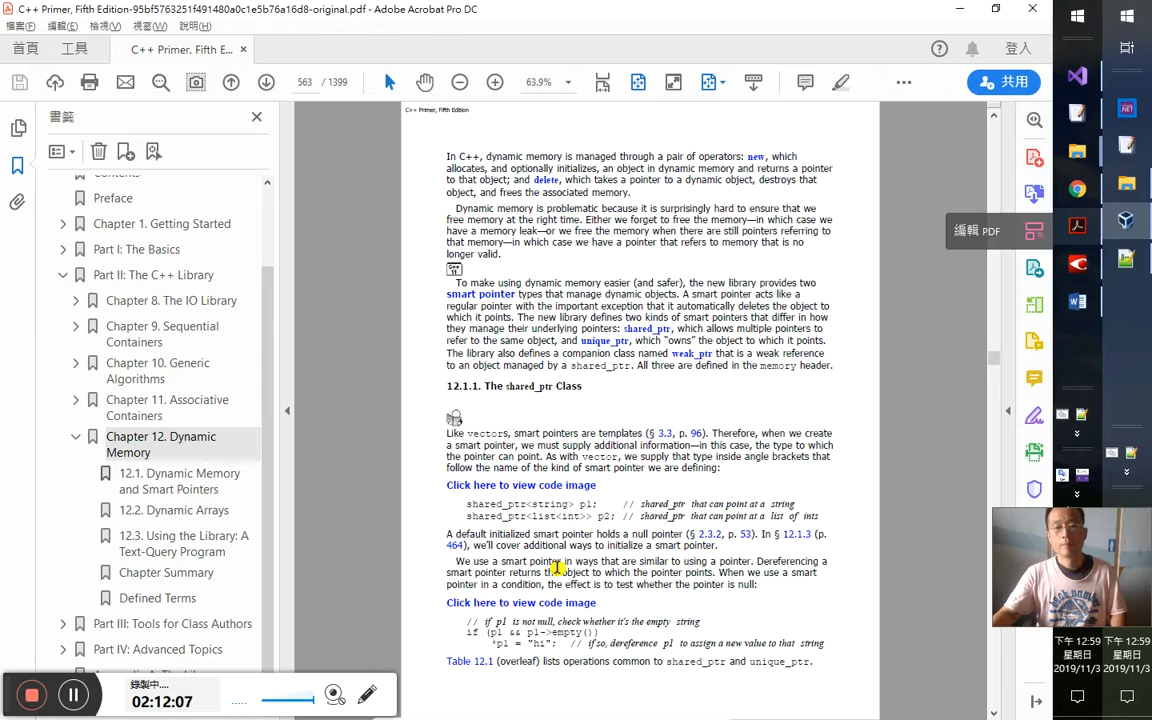 C++ Primer, Fifth Edition-95bf5763251f491480a0c1e5b76a16d8-original.pdf - Adobe Acrobat Pro DC
檔案(F) 編輯(E) 檢視(V) 視窗(W) 說明(H)
首頁 工具 C++ Primer, Fifth E... × 登入
563 / 1399 63.9% 共用
書籤
Preface
Chapter 1. Getting Started
Part I: The Basics
Part II: The C++ Library
Chapter 8. The IO Library
Chapter 9. Sequential
Containers
Chapter 10. Generic
Algorithms
Chapter 11. Associative
Containers
Chapter 12. Dynamic
Memory
12.1. Dynamic Memory
and Smart Pointers
12.2. Dynamic Arrays
12.3. Using the Library: A
Text-Query Program
Chapter Summary
Defined Terms
Part III: Tools for Class Authors
Part IV: Advanced Topics
C++ Primer, Fifth Edition
In C++, dynamic memory is managed through a pair of operators: new, which
allocates, and optionally initializes, an object in dynamic memory and returns a pointer
to that object; and delete, which takes a pointer to a dynamic object, destroys that
object, and frees the associated memory.
Dynamic memory is problematic because it is surprisingly hard to ensure that we
free memory at the right time. Either we forget to free the memory—in which case we
have a memory leak—or we free the memory when there are still pointers referring to
that memory—in which case we have a pointer that refers to memory that is no
longer valid.
C++
11
To make using dynamic memory easier (and safer), the new library provides two
smart pointer types that manage dynamic objects. A smart pointer acts like a
regular pointer with the important exception that it automatically deletes the object to
which it points. The new library defines two kinds of smart pointers that differ in how
they manage their underlying pointers: shared_ptr, which allows multiple pointers to
refer to the same object, and unique_ptr, which “owns” the object to which it points.
The library also defines a companion class named weak_ptr that is a weak reference
to an object managed by a shared_ptr. All three are defined in the memory header.
12.1.1. The shared_ptr Class
Like vectors, smart pointers are templates (§ 3.3, p. 96). Therefore, when we create
a smart pointer, we must supply additional information—in this case, the type to which
the pointer can point. As with vector, we supply that type inside angle brackets that
follow the name of the kind of smart pointer we are defining:
Click here to view code image
shared_ptr<string> p1; // shared_ptr that can point at a string
shared_ptr<list<int>> p2; // shared_ptr that can point at a list of ints
A default initialized smart pointer holds a null pointer (§ 2.3.2, p. 53). In § 12.1.3 (p.
464), we’ll cover additional ways to initialize a smart pointer.
We use a smart pointer in ways that are similar to using a pointer. Dereferencing a
smart pointer returns the object to which the pointer points. When we use a smart
pointer in a condition, the effect is to test whether the pointer is null:
Click here to view code image
// if p1 is not null, check whether it's the empty string
if (p1 && p1->empty())
*p1 = "hi"; // if so, dereference p1 to assign a new value to that string
Table 12.1 (overleaf) lists operations common to shared_ptr and unique_ptr.
編輯 PDF
錄製中....
02:12:07
下午 12:59
星期日
2019/11/3
下午 12:59
星期日
2019/11/3